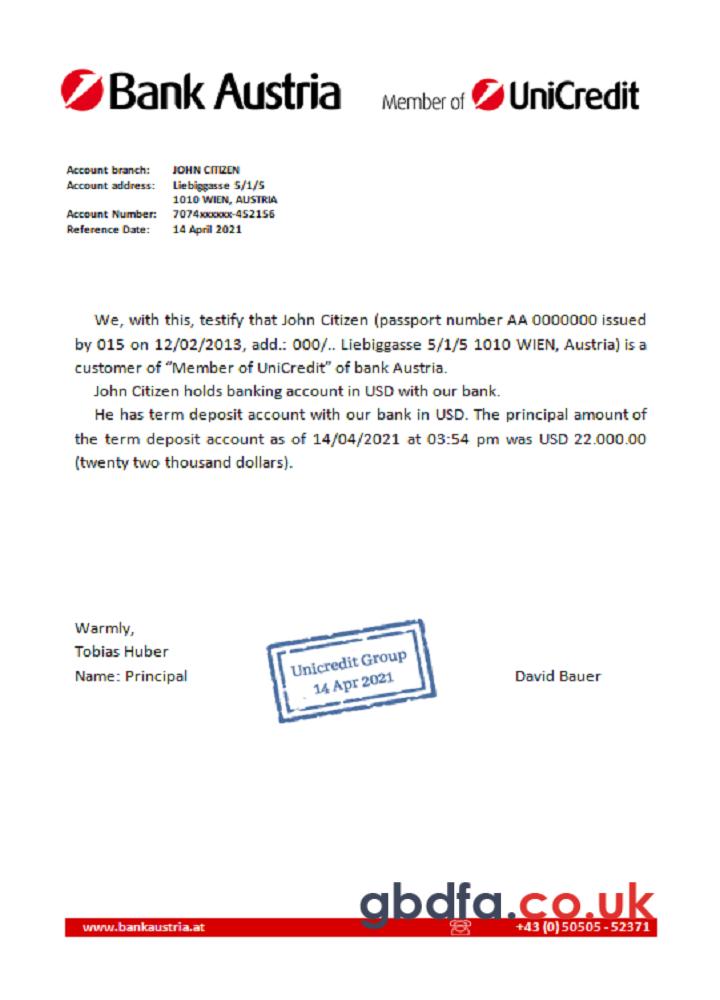 Bank Austria Member of UniCredit
Account branch: JOHN CITIZEN
Account address: Liebiggasse 5/1/5
1010 WIEN, AUSTRIA
Account Number: 7074xxxxxx-452156
Reference Date: 14 April 2021
We, with this, testify that John Citizen (passport number AA 0000000 issued
by 015 on 12/02/2013, add.: 000/.. Liebiggasse 5/1/5 1010 WIEN, Austria) is a
customer of “Member of UniCredit” of bank Austria.
John Citizen holds banking account in USD with our bank.
He has term deposit account with our bank in USD. The principal amount of
the term deposit account as of 14/04/2021 at 03:54 pm was USD 22.000.00
(twenty two thousand dollars).
Warmly,
Tobias Huber
Name: Principal
Unicredit Group
14 Apr 2021
David Bauer
gbdfa.co.uk
www.bankaustria.at +43 (0) 50505 - 52371